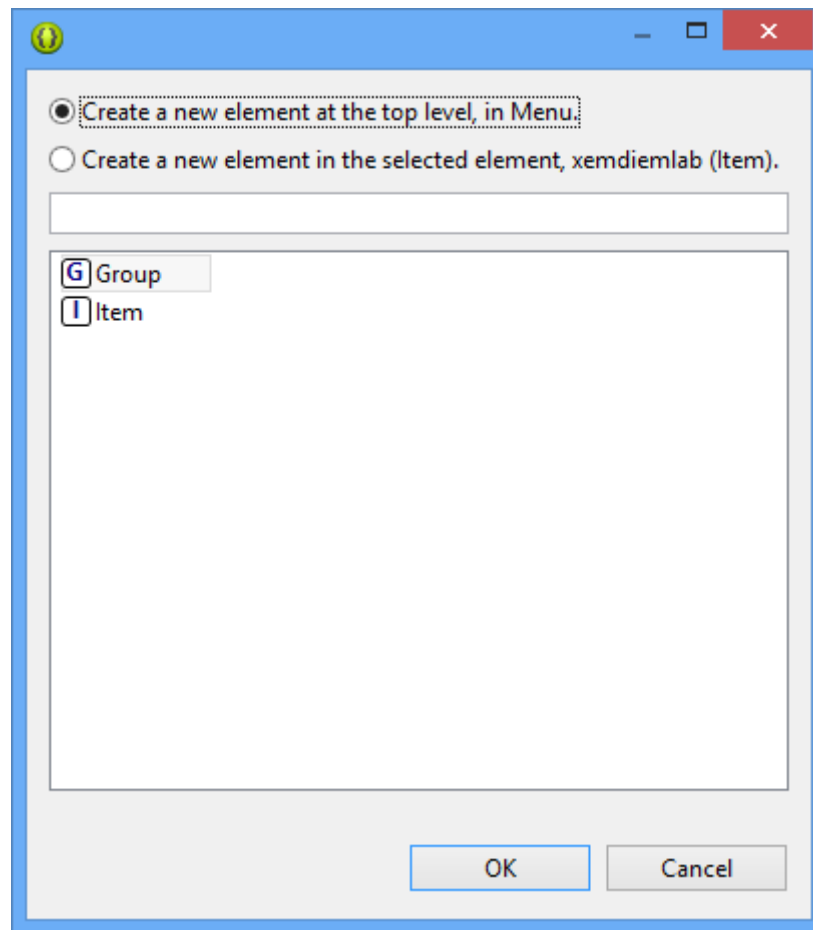 Create a new element at the top level, in Menu.
Create a new element in the selected element, xemdiemlab (Item).
G Group
I Item
OK Cancel